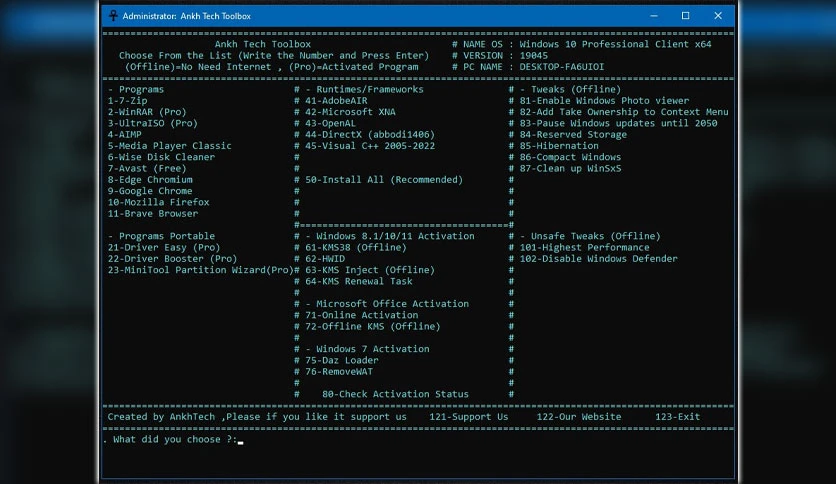 Administrator: Ankh Tech Toolbox
Ankh Tech Toolbox # NAME OS : Windows 10 Professional Client x64
Choose From the List (Write the Number and Press Enter) # VERSION : 19045
(Offline)=No Need Internet , (Pro)=Activated Program # PC NAME : DESKTOP-FA6UIOI
- Programs # - Runtimes/Frameworks # - Tweaks (Offline)
1-7-Zip # 41-AdobeAIR # 81-Enable Windows Photo viewer
2-WinRAR (Pro) # 42-Microsoft XNA # 82-Add Take Ownership to Context Menu
3-UltraISO (Pro) # 43-OpenAL # 83-Pause Windows updates until 2050
4-AIMP # 44-DirectX (abbodi1406) # 84-Reserved Storage
5-Media Player Classic # 45-Visual C++ 2005-2022 # 85-Hibernation
6-Wise Disk Cleaner # # 86-Compact Windows
7-Avast (Free) # # 87-Clean up WinSxS
8-Edge Chromium # 50-Install All (Recommended) #
9-Google Chrome # #
10-Mozilla Firefox # #
11-Brave Browser # #
#======================================#
- Programs Portable # - Windows 8.1/10/11 Activation # - Unsafe Tweaks (Offline)
21-Driver Easy (Pro) # 61-KMS38 (Offline) # 101-Highest Performance
22-Driver Booster (Pro) # 62-HWID # 102-Disable Windows Defender
23-MiniTool Partition Wizard(Pro)# 63-KMS Inject (Offline) #
# 64-KMS Renewal Task #
# #
# - Microsoft Office Activation #
# 71-Online Activation #
# 72-Offline KMS (Offline) #
# #
# - Windows 7 Activation #
# 75-Daz Loader #
# 76-RemoveWAT #
# #
# 80-Check Activation Status #
Created by AnkhTech ,Please if you like it support us 121-Support Us 122-Our Website 123-Exit
. What did you choose ?: